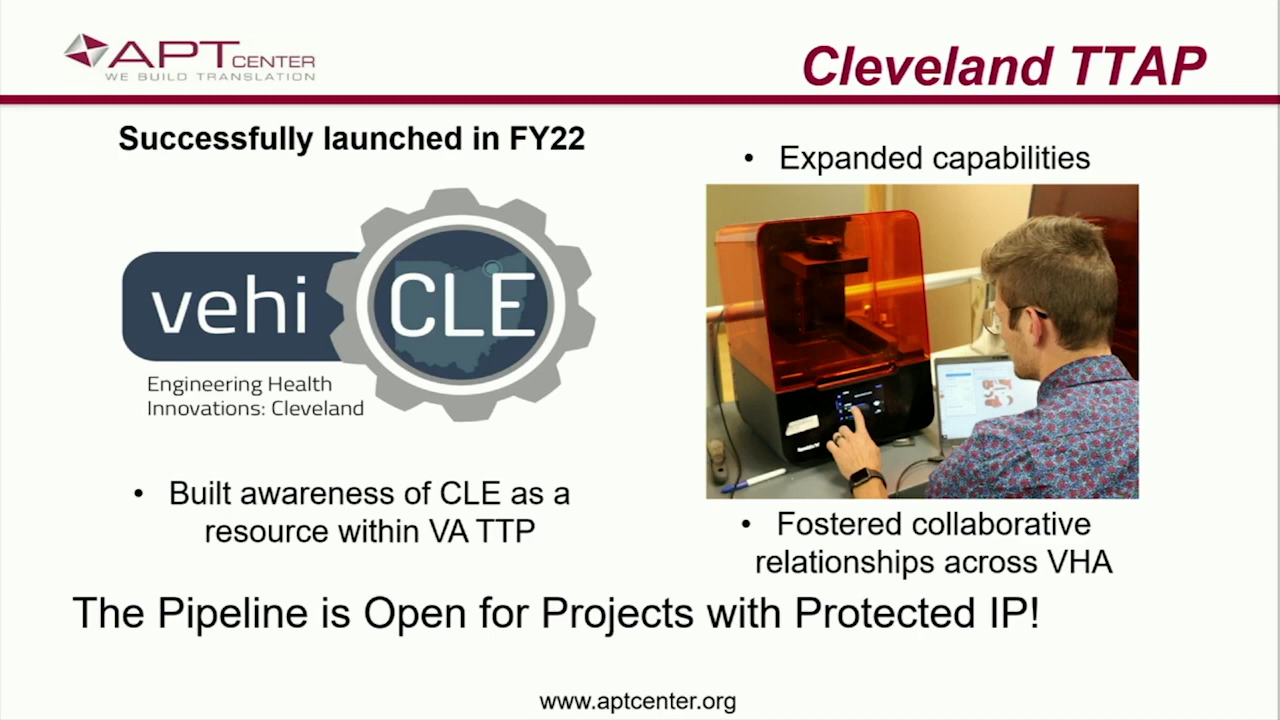 APT CENTER
WE BUILD TRANSLATION
Cleveland TTAP
Successfully launched in FY22
vehi CLE
Engineering Health
Innovations: Cleveland
• Built awareness of CLE as a
resource within VA TTP
• Expanded capabilities
• Fostered collaborative
relationships across VHA
The Pipeline is Open for Projects with Protected IP!
www.aptcenter.org